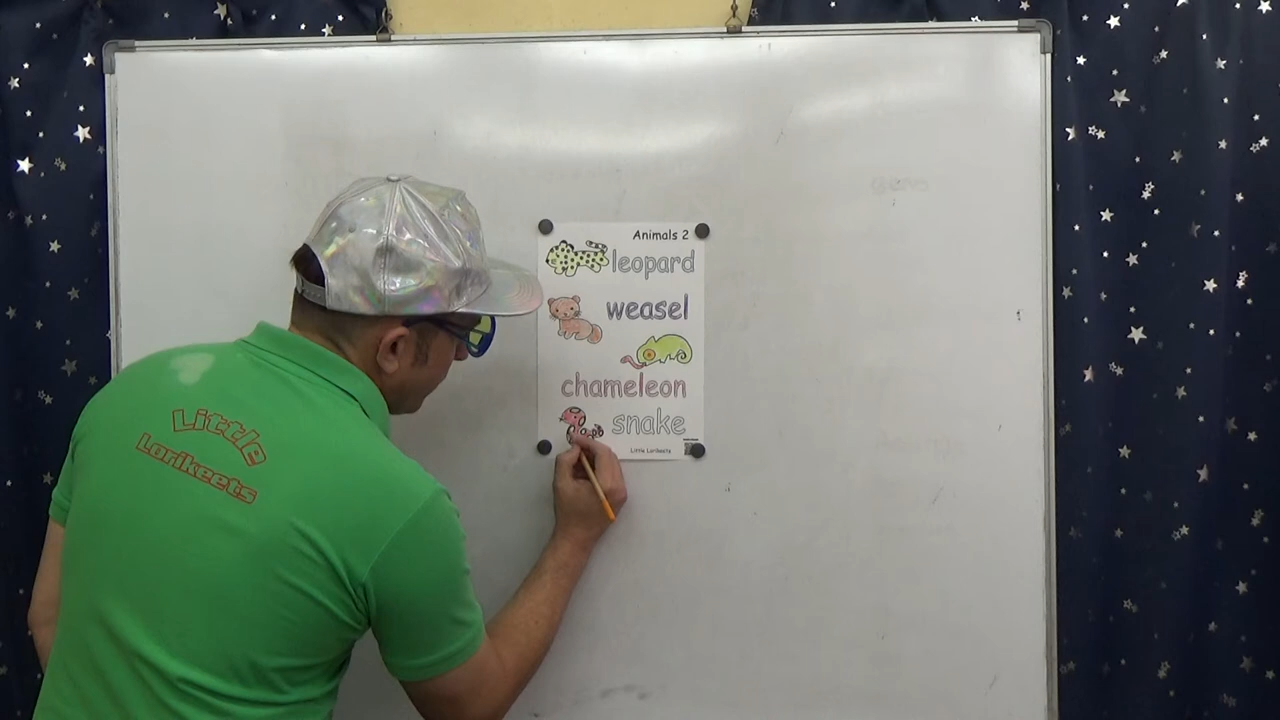 Animals 2
leopard
weasel
chameleon
snake
Little Lorikeets
Little
Lorikeets